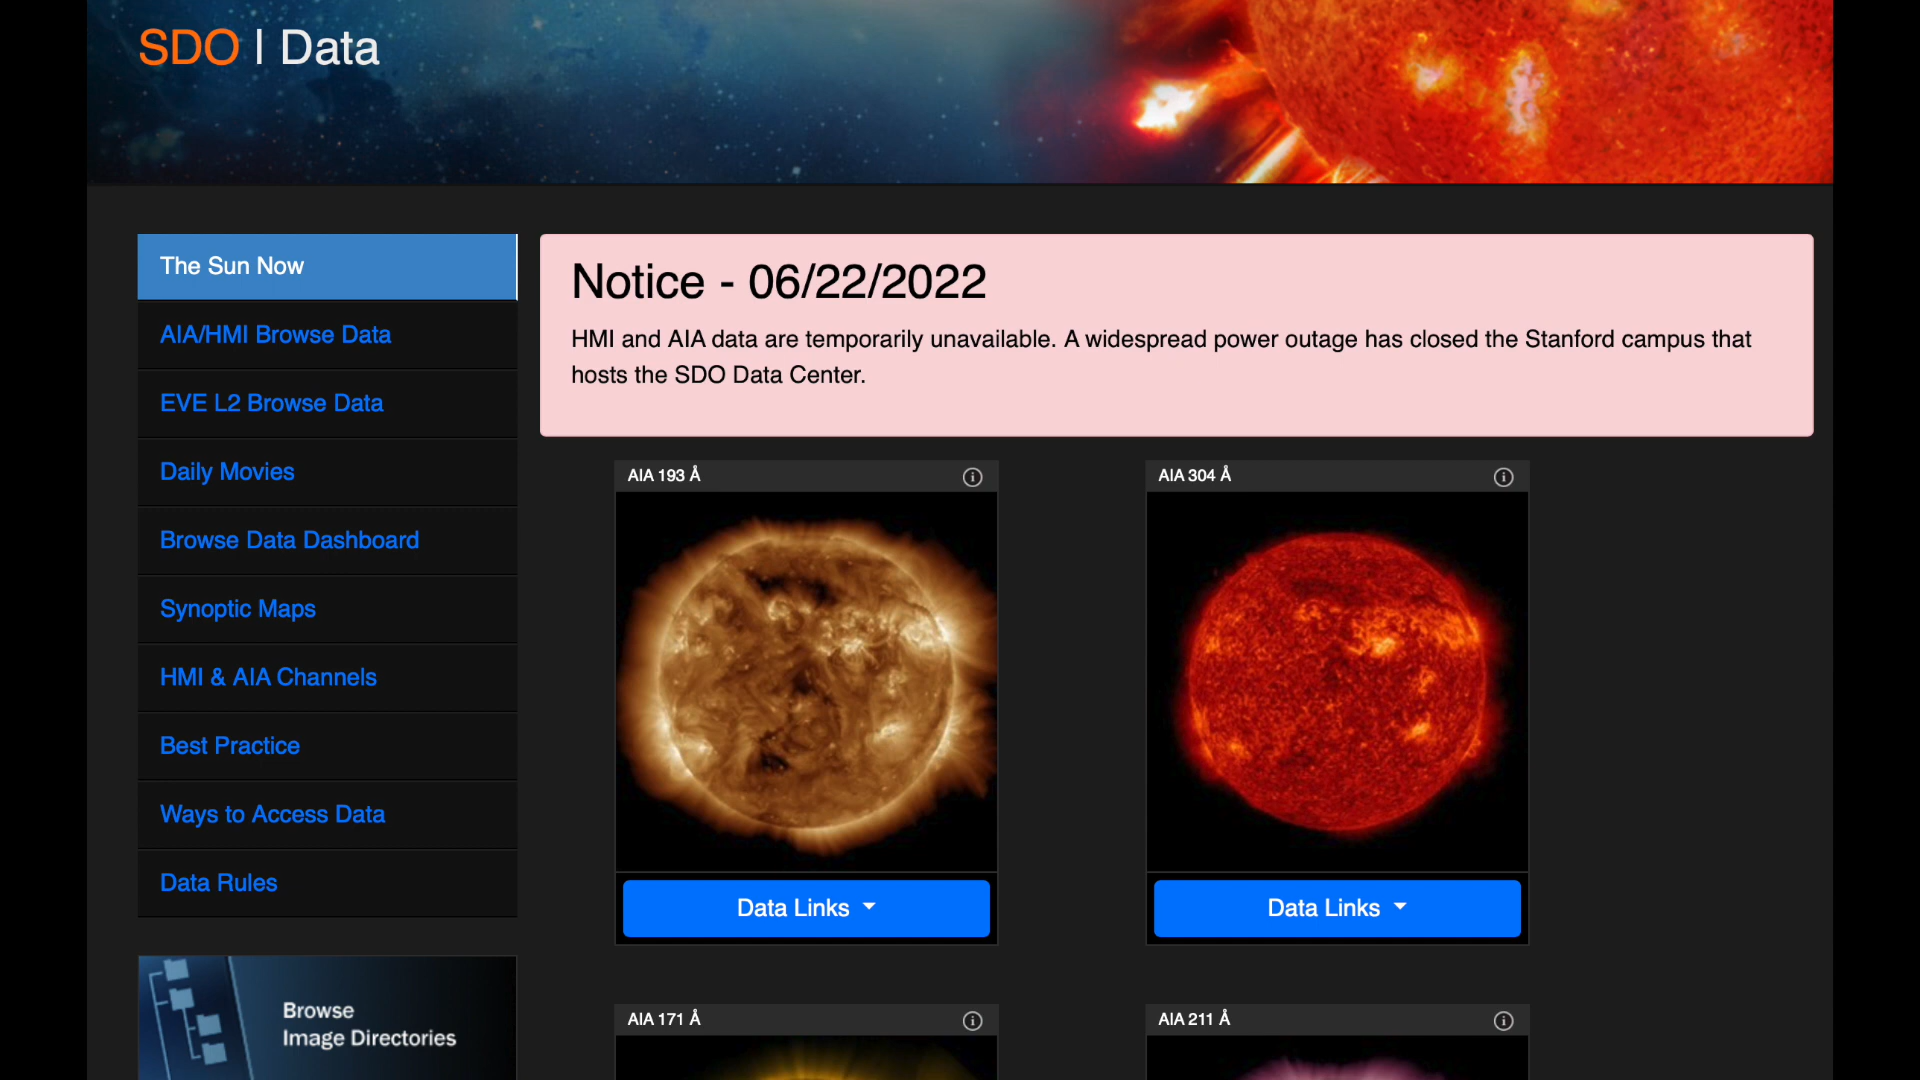 SDO | Data
The Sun Now
AIA/HMI Browse Data
EVE L2 Browse Data
Daily Movies
Browse Data Dashboard
Synoptic Maps
HMI & AIA Channels
Best Practice
Ways to Access Data
Data Rules
Browse
Image Directories
Notice - 06/22/2022
HMI and AIA data are temporarily unavailable. A widespread power outage has closed the Stanford campus that
hosts the SDO Data Center.
AIA 193 Å
Data Links
AIA 304 Å
Data Links
AIA 171 Å
AIA 211 Å